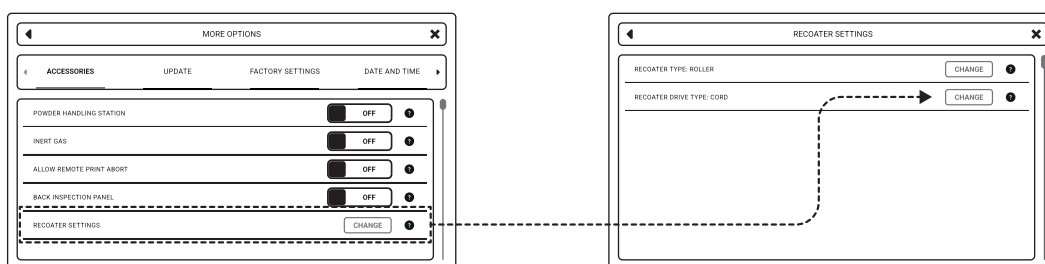 MORE OPTIONS
ACCESSORIES UPDATE FACTORY SETTINGS DATE AND TIME
POWDER HANDLING STATION OFF ?
INERT GAS OFF ?
ALLOW REMOTE PRINT ABORT OFF ?
BACK INSPECTION PANEL OFF ?
RECOATER SETTINGS CHANGE ?
RECOATER SETTINGS
RECOATER TYPE: ROLLER CHANGE ?
RECOATER DRIVE TYPE: CORD CHANGE ?